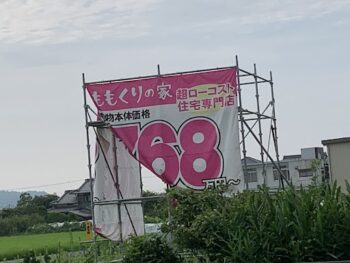 ももくりの家
超ローコスト
住宅専門店
物本体価格
768
万円～